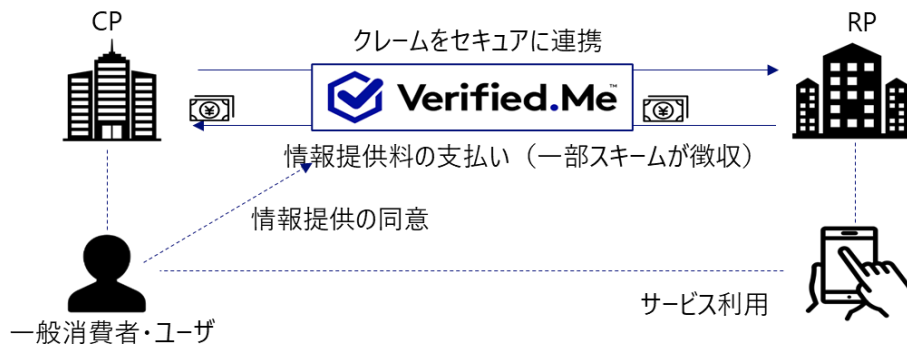 CP
RP
クレームをセキュアに連携
¥
Verified.Me™
¥
情報提供料の支払い（一部スキームが徴収）
情報提供の同意
サービス利用
一般消費者・ユーザ